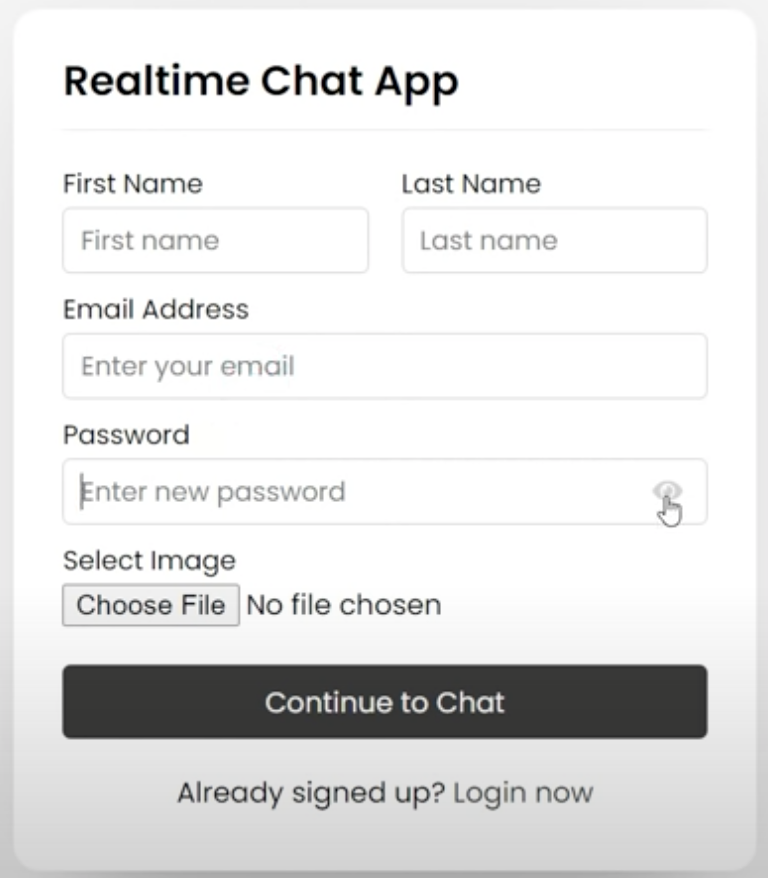 Realtime Chat App
First Name Last Name
First name Last name
Email Address
Enter your email
Password
Enter new password
Select Image
Choose File No file chosen
Continue to Chat
Already signed up? Login now